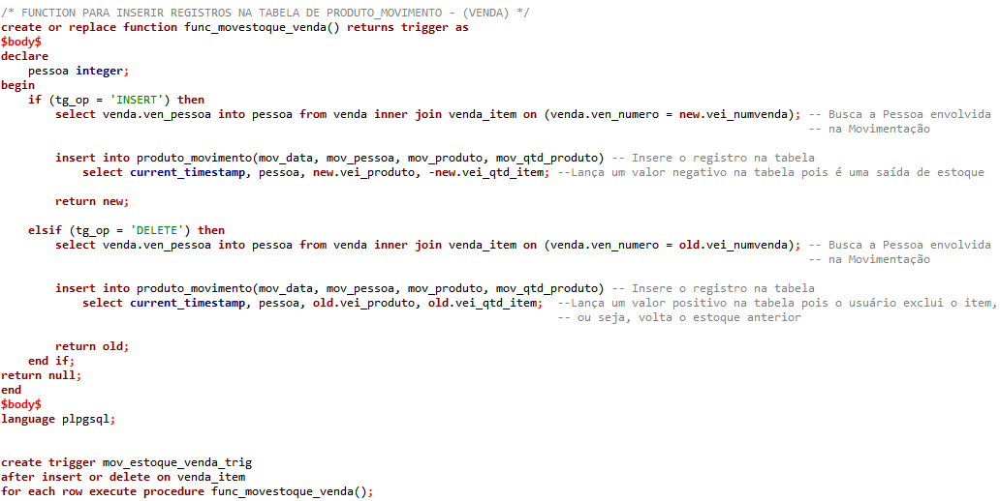 /* FUNCTION PARA INSERIR REGISTROS NA TABELA DE PRODUTO_MOVIMENTO - (VENDA) */
create or replace function func_movestoque_venda() returns trigger as
$body$
declare
    pessoa integer;
begin
    if (tg_op = 'INSERT') then
        select venda.ven_pessoa into pessoa from venda inner join venda_item on (venda.ven_numero = new.vei_numvenda); -- Busca a Pessoa envolvida
                                                                                                                       -- na Movimentação
        insert into produto_movimento(mov_data, mov_pessoa, mov_produto, mov_qtd_produto) -- Insere o registro na tabela
            select current_timestamp, pessoa, new.vei_produto, -new.vei_qtd_item; --Lança um valor negativo na tabela pois é uma saída de estoque
        return new;
    elsif (tg_op = 'DELETE') then
        select venda.ven_pessoa into pessoa from venda inner join venda_item on (venda.ven_numero = old.vei_numvenda); -- Busca a Pessoa envolvida
                                                                                                                       -- na Movimentação
        insert into produto_movimento(mov_data, mov_pessoa, mov_produto, mov_qtd_produto) -- Insere o registro na tabela
            select current_timestamp, pessoa, old.vei_produto, old.vei_qtd_item;  --Lança um valor positivo na tabela pois o usuário exclui o item,
                                                                                  -- ou seja, volta o estoque anterior
        return old;
    end if;
return null;
end
$body$
language plpgsql;
create trigger mov_estoque_venda_trig
after insert or delete on venda_item
for each row execute procedure func_movestoque_venda();